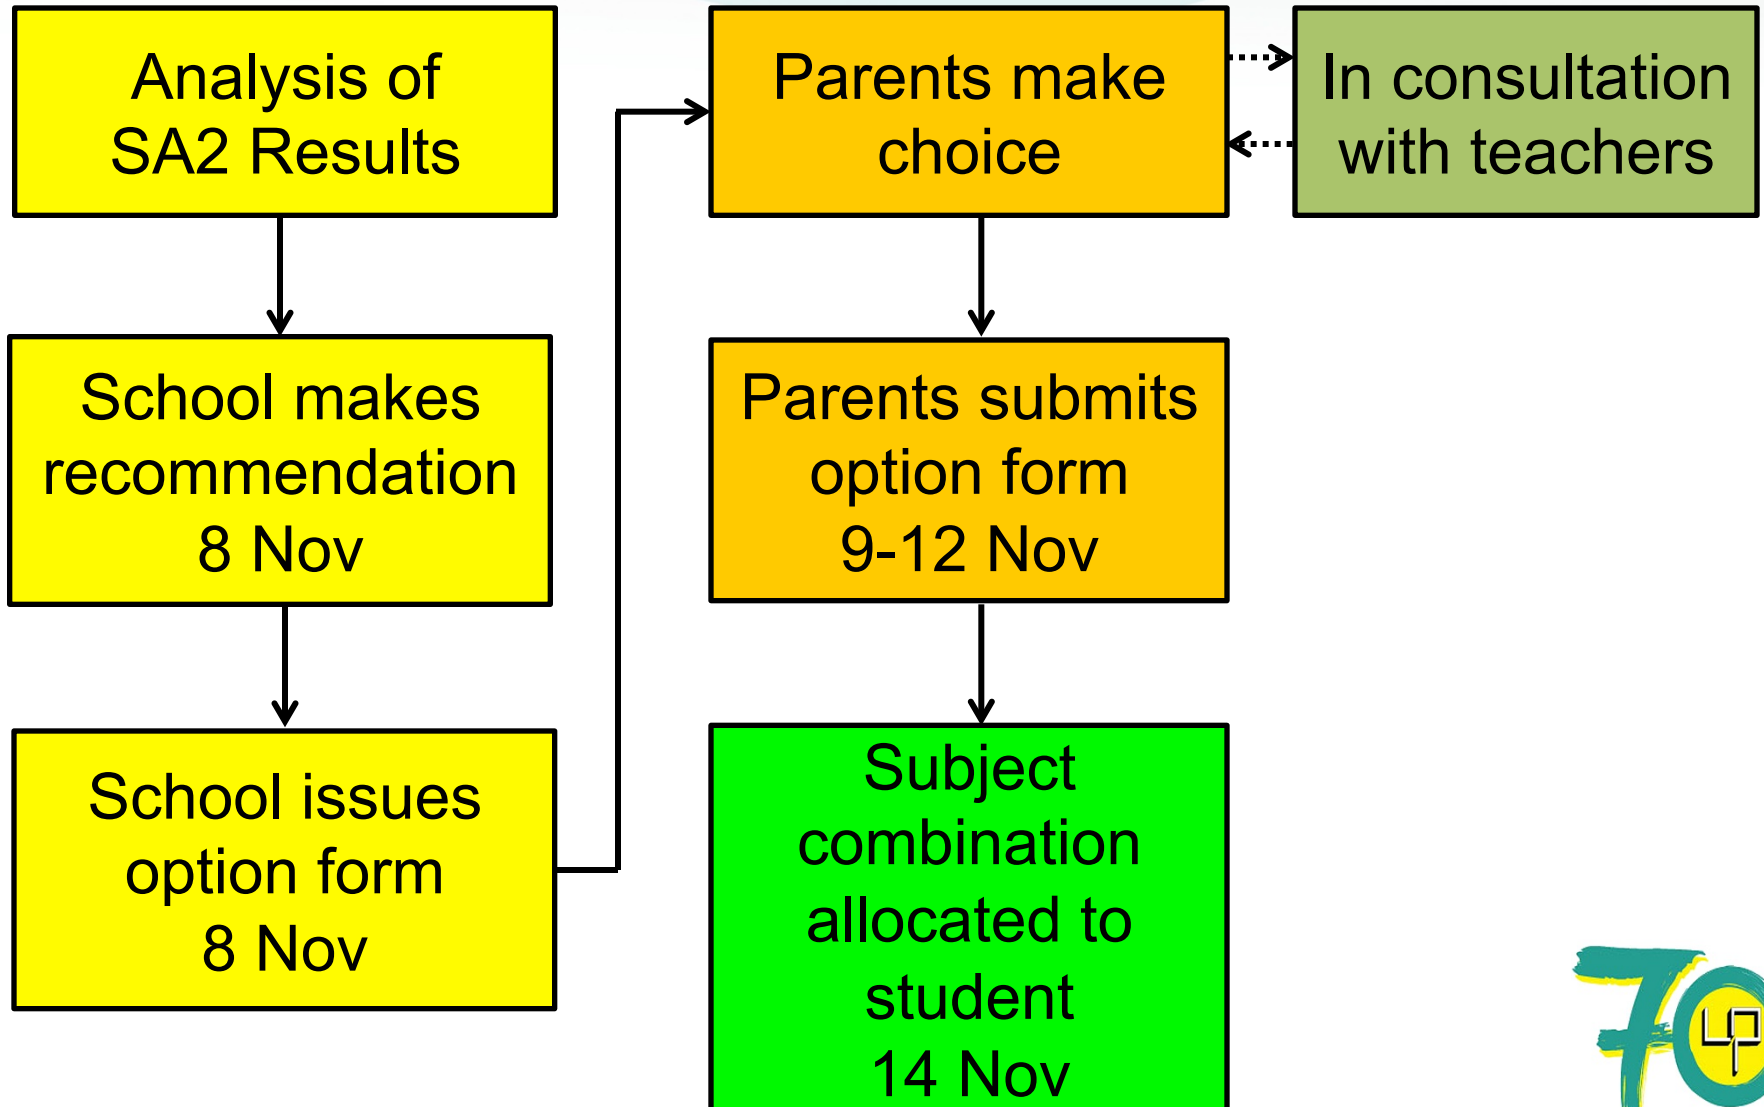 Analysis of
SA2 Results
School makes
recommendation
8 Nov
School issues
option form
8 Nov
Parents make
choice
In consultation
with teachers
Parents submits
option form
9-12 Nov
Subject
combination
allocated to
student
14 Nov
70